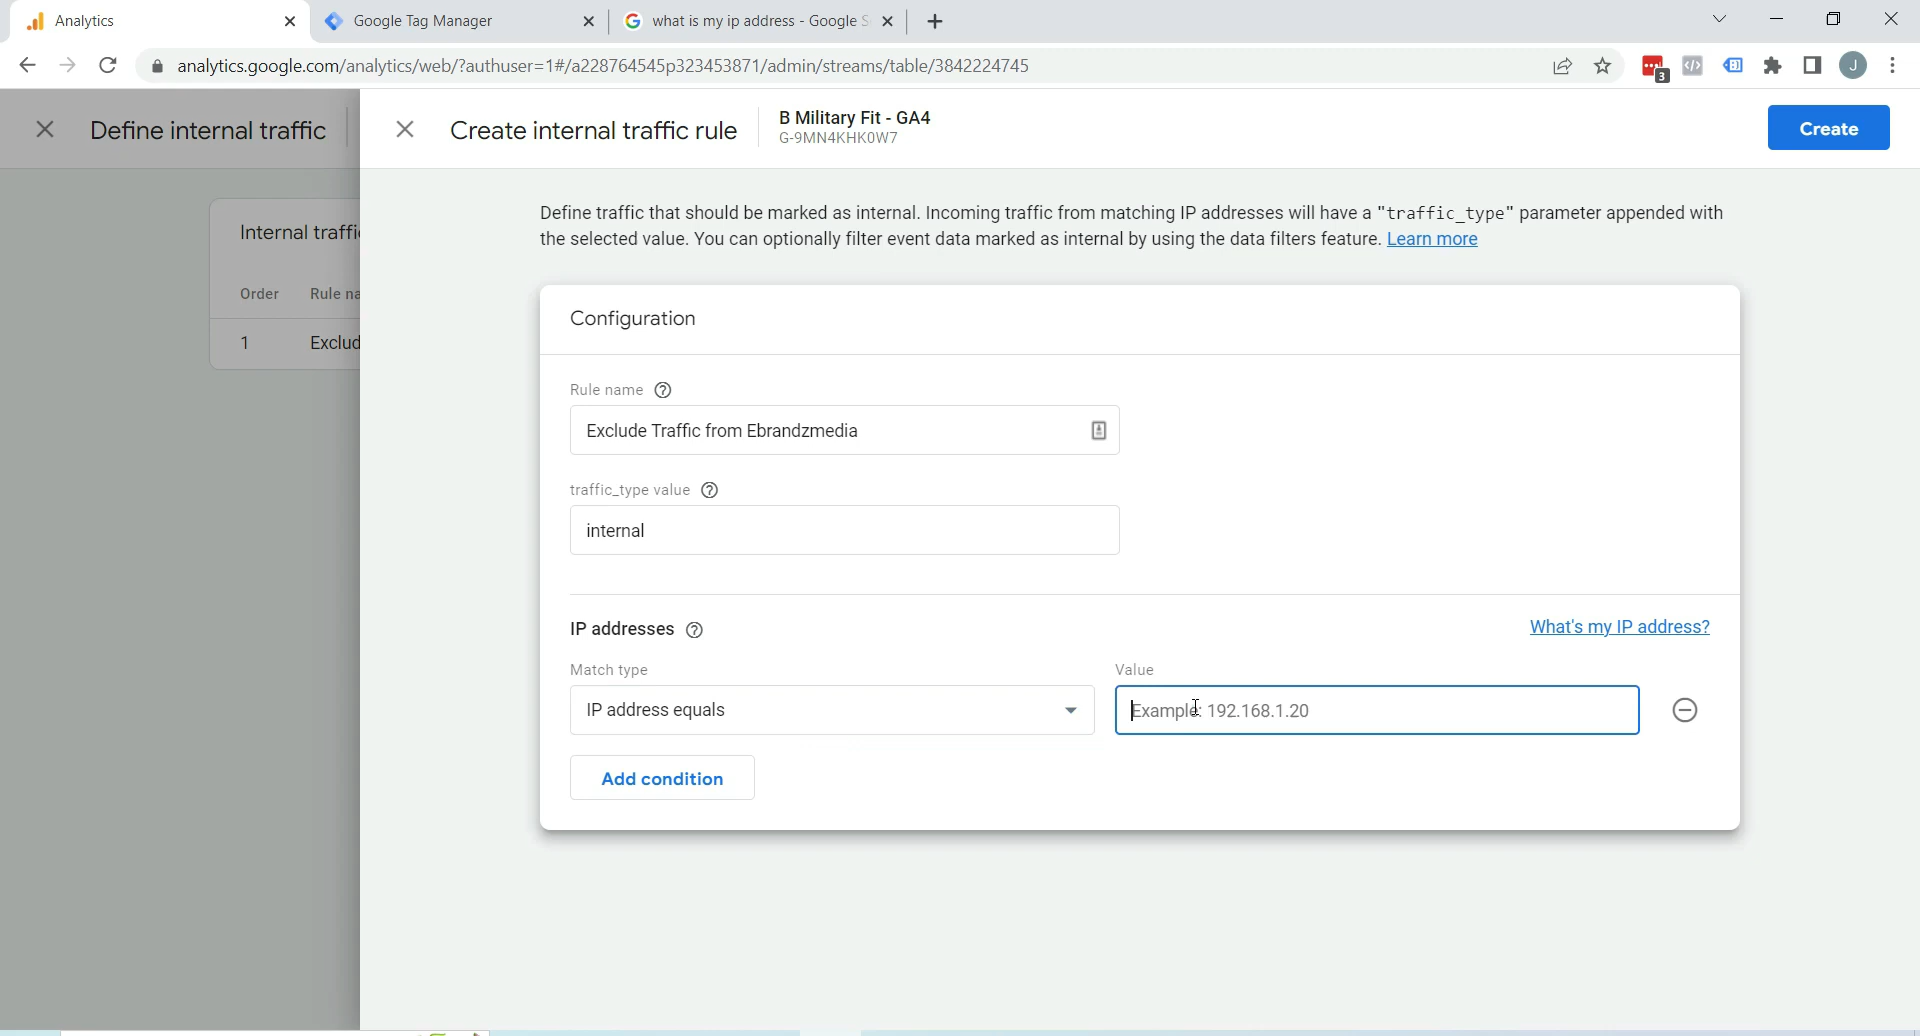 Analytics
Google Tag Manager
what is my ip address - Google S
analytics.google.com/analytics/web/?authuser=1#/a228764545p323453871/admin/streams/table/3842224745
3
J
Define internal traffic
Create internal traffic rule
B Military Fit - GA4
G-9MN4KHK0W7
Create
Define traffic that should be marked as internal. Incoming traffic from matching IP addresses will have a "traffic_type" parameter appended with
the selected value. You can optionally filter event data marked as internal by using the data filters feature. Learn more
Internal traffi
Order Rule na
1 Exclud
Configuration
Rule name
Exclude Traffic from Ebrandzmedia
traffic_type value
internal
IP addresses
What's my IP address?
Match type
Value
IP address equals
Example: 192.168.1.20
Add condition